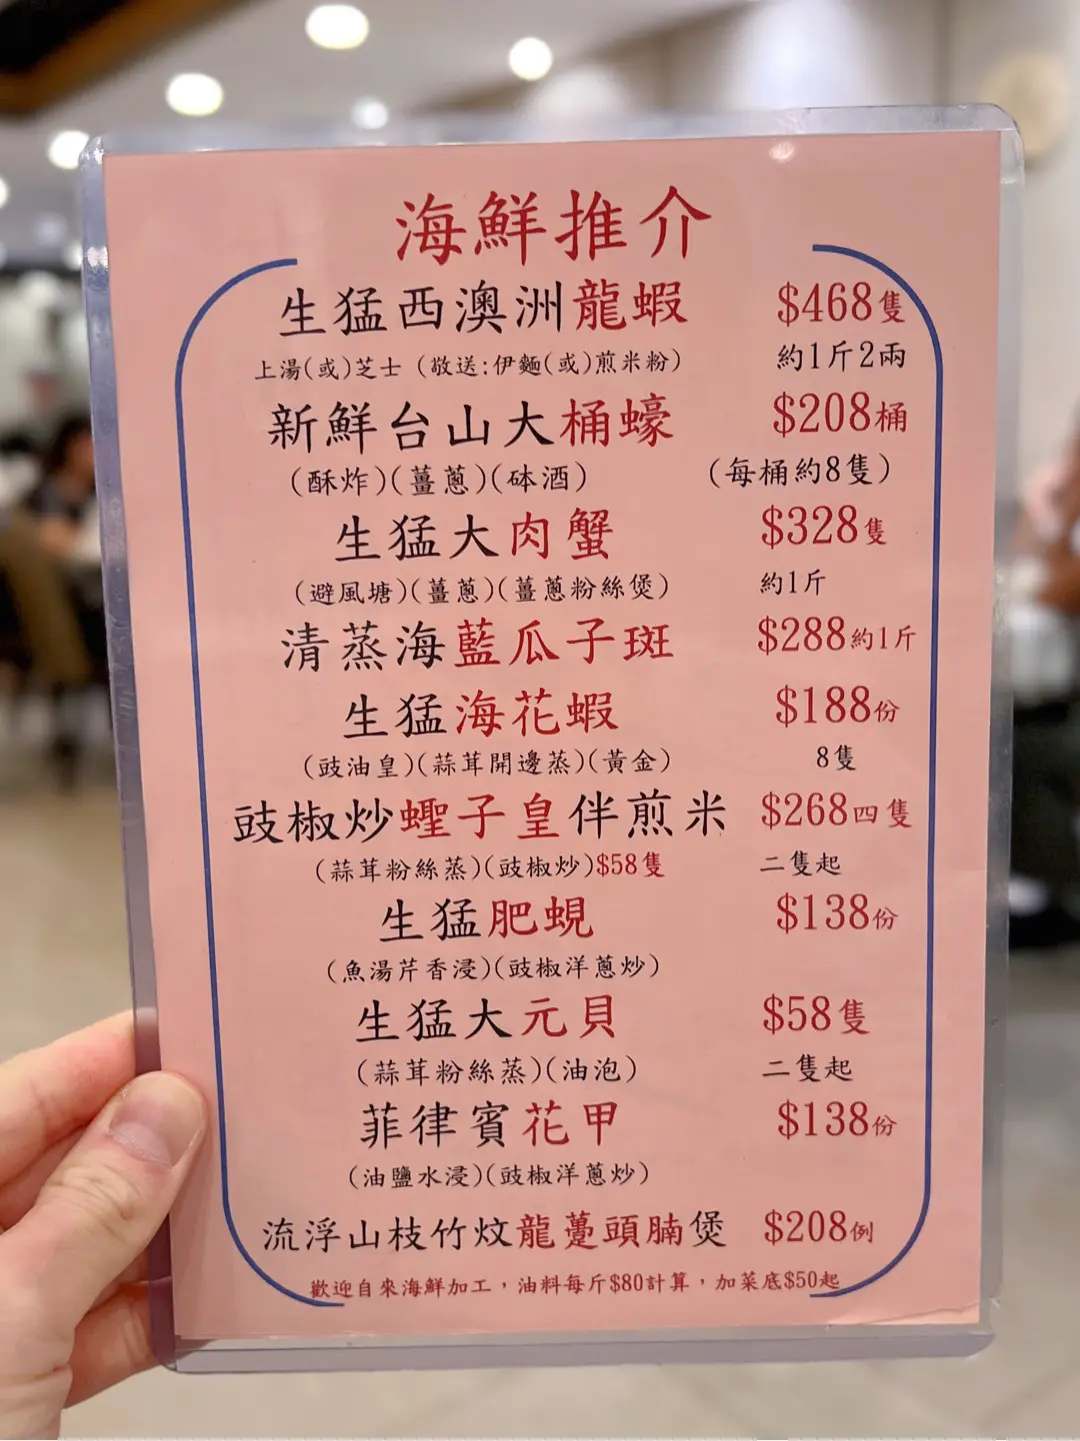 海鮮推介
生猛西澳洲龍蝦 $468隻
上湯(或)芝士 (敬送:伊麵(或)煎米粉) 約1斤2兩
新鮮台山大桶蠔 $208桶
(酥炸)(薑蔥)(砵酒) (每桶約8隻)
生猛大肉蟹 $328隻
(避風塘)(薑蔥)(薑蔥粉絲煲) 約1斤
清蒸海藍瓜子斑 $288約1斤
生猛海花蝦 $188份
(豉油皇)(蒜茸開邊蒸)(黃金) 8隻
豉椒炒蟶子皇伴煎米 $268四隻
(蒜茸粉絲蒸)(豉椒炒)$58隻 二隻起
生猛肥蜆 $138份
(魚湯芹香浸)(豉椒洋蔥炒)
生猛大元貝 $58隻
(蒜茸粉絲蒸)(油泡) 二隻起
菲律賓花甲 $138份
(油鹽水浸)(豉椒洋蔥炒)
流浮山枝竹炆龍躉頭腩煲 $208例
歡迎自來海鮮加工，油料每斤$80計算，加菜底$50起